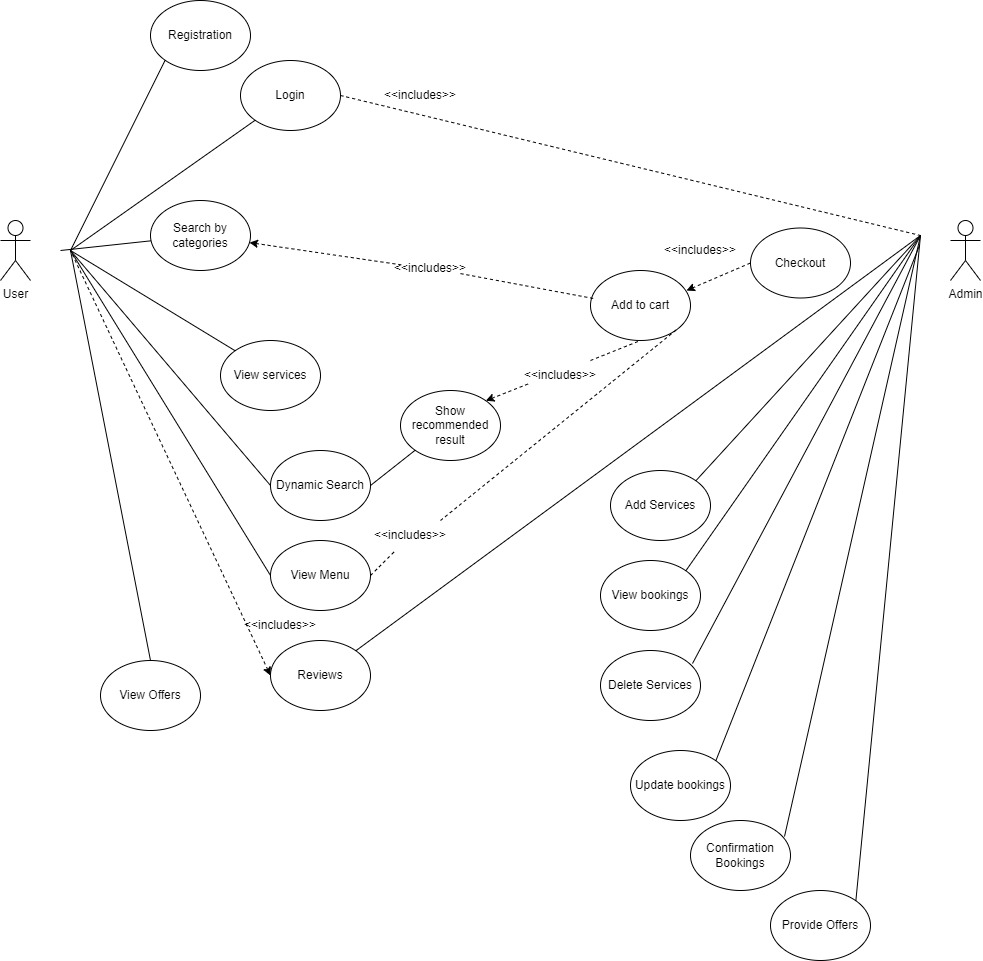 Registration
Login
<<includes>>
Search by
categories
<<includes>>
Checkout
<<includes>>
User
Admin
Add to cart
View services
<<includes>>
Show
recommended
result
Dynamic Search
Add Services
<<includes>>
View Menu
View bookings
<<includes>>
Reviews
Delete Services
View Offers
Update bookings
Confirmation
Bookings
Provide Offers